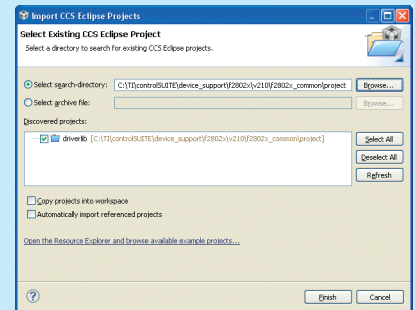 Import CCS Eclipse Projects
Select Existing CCS Eclipse Project
Select a directory to search for existing CCS Eclipse projects.
Select search-directory: C:\TI\controlSUITE\device_support\f2802x\v210\f2802x_common\project Browse...
Select archive file: Browse...
Discovered projects:
driverlib [C:\TI\controlSUITE\device_support\f2802x\v210\f2802x_common\project]
Select All
Deselect All
Refresh
Copy projects into workspace
Automatically import referenced projects
Open the Resource Explorer and browse available example projects...
? Finish Cancel